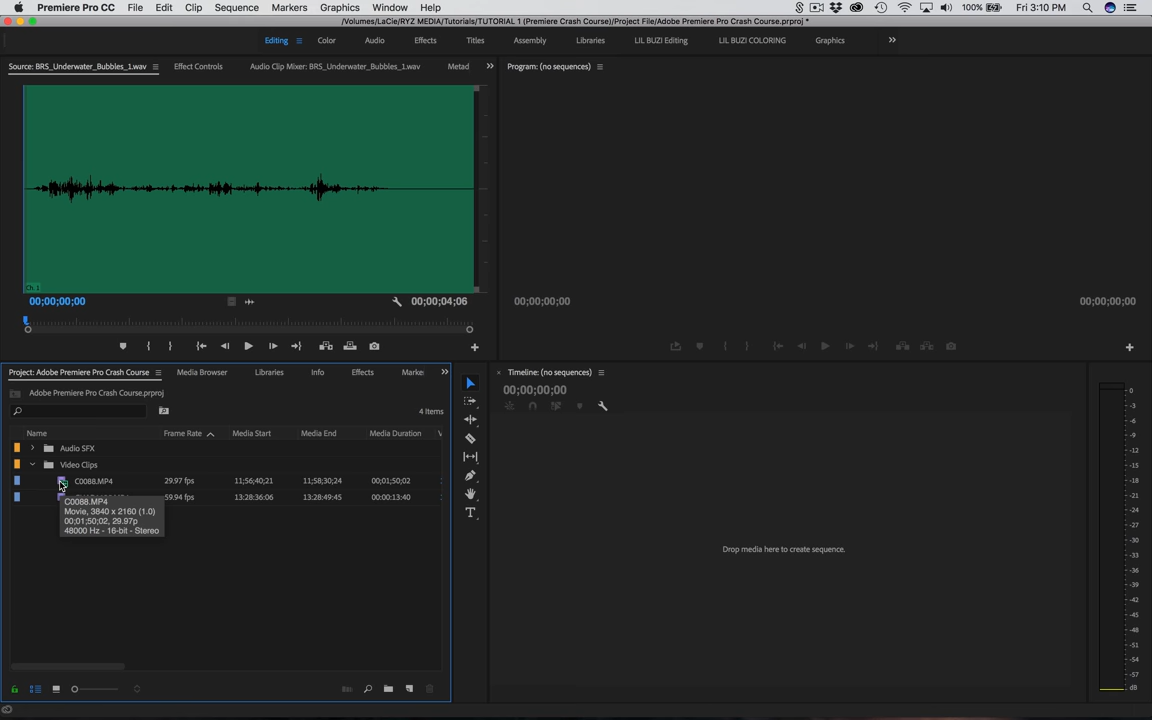 Premiere Pro CC File Edit Clip Sequence Markers Graphics Window Help 100% Fri 3:10 PM
/Volumes/LaCie/RYZ MEDIA/Tutorials/TUTORIAL 1 (Premiere Crash Course)/Project File/Adobe Premiere Pro Crash Course.prproj *
Editing Color Audio Effects Titles Assembly Libraries LIL BUZI Editing LIL BUZI COLORING Graphics
Source: BRS_Underwater_Bubbles_1.wav Effect Controls Audio Clip Mixer: BRS_Underwater_Bubbles_1.wav Metad
Program: (no sequences)
Ch. 1
00;00;00;00 00;00;04;06
00;00;00;00 00;00;00;00
Project: Adobe Premiere Pro Crash Course Media Browser Libraries Info Effects Marke
Adobe Premiere Pro Crash Course.prproj
4 Items
Name Frame Rate Media Start Media End Media Duration V
Audio SFX
Video Clips
C0088.MP4 29.97 fps 11;56;40;21 11;58;30;24 00;01;50;02
59.94 fps 13:28:36:06 13:28:49:45 00:00:13:40
C0088.MP4
Movie, 3840 x 2160 (1.0)
00;01;50;02, 29.97p
48000 Hz - 16-bit - Stereo
Timeline: (no sequences)
00;00;00;00
Drop media here to create sequence.
0
-3
-6
-9
-12
-15
-18
-21
-24
-27
-30
-33
-36
-39
-42
-45
-48
-51
-54
-57
dB